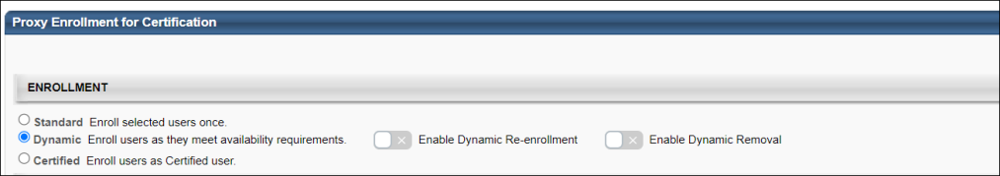 Proxy Enrollment for Certification
ENROLLMENT
Standard Enroll selected users once.
Dynamic Enroll users as they meet availability requirements. Enable Dynamic Re-enrollment Enable Dynamic Removal
Certified Enroll users as Certified user.